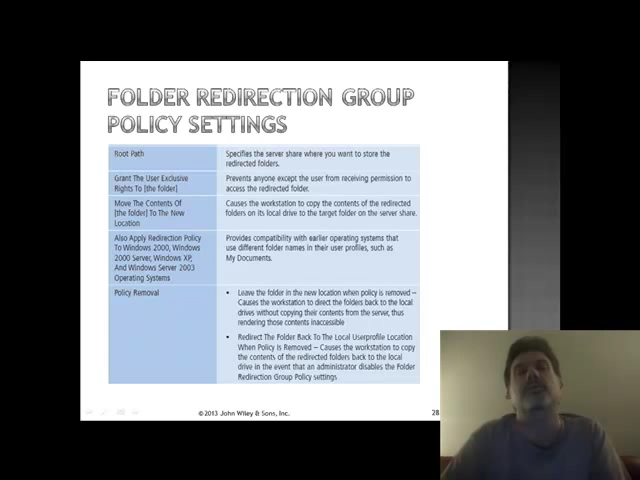 FOLDER REDIRECTION GROUP
POLICY SETTINGS
Root Path
Specifies the server share where you want to store the
redirected folders.
Grant The User Exclusive
Rights To [the folder]
Prevents anyone except the user from receiving permission to
access the redirected folder.
Move The Contents Of
[the folder] To The New
Location
Causes the workstation to copy the contents of the redirected
folders on its local drive to the target folder on the server share.
Also Apply Redirection Policy
To Windows 2000, Windows
2000 Server, Windows XP,
And Windows Server 2003
Operating Systems
Provides compatibility with earlier operating systems that
use different folder names in their user profiles, such as
My Documents.
Policy Removal
• Leave the folder in the new location when policy is removed –
Causes the workstation to direct the folders back to the local
drives without copying their contents from the server, thus
rendering those contents inaccessible
• Redirect The Folder Back To The Local Userprofile Location
When Policy Is Removed – Causes the workstation to copy
the contents of the redirected folders back to the local
drive in the event that an administrator disables the Folder
Redirection Group Policy settings
©2013 John Wiley & Sons, Inc.
28